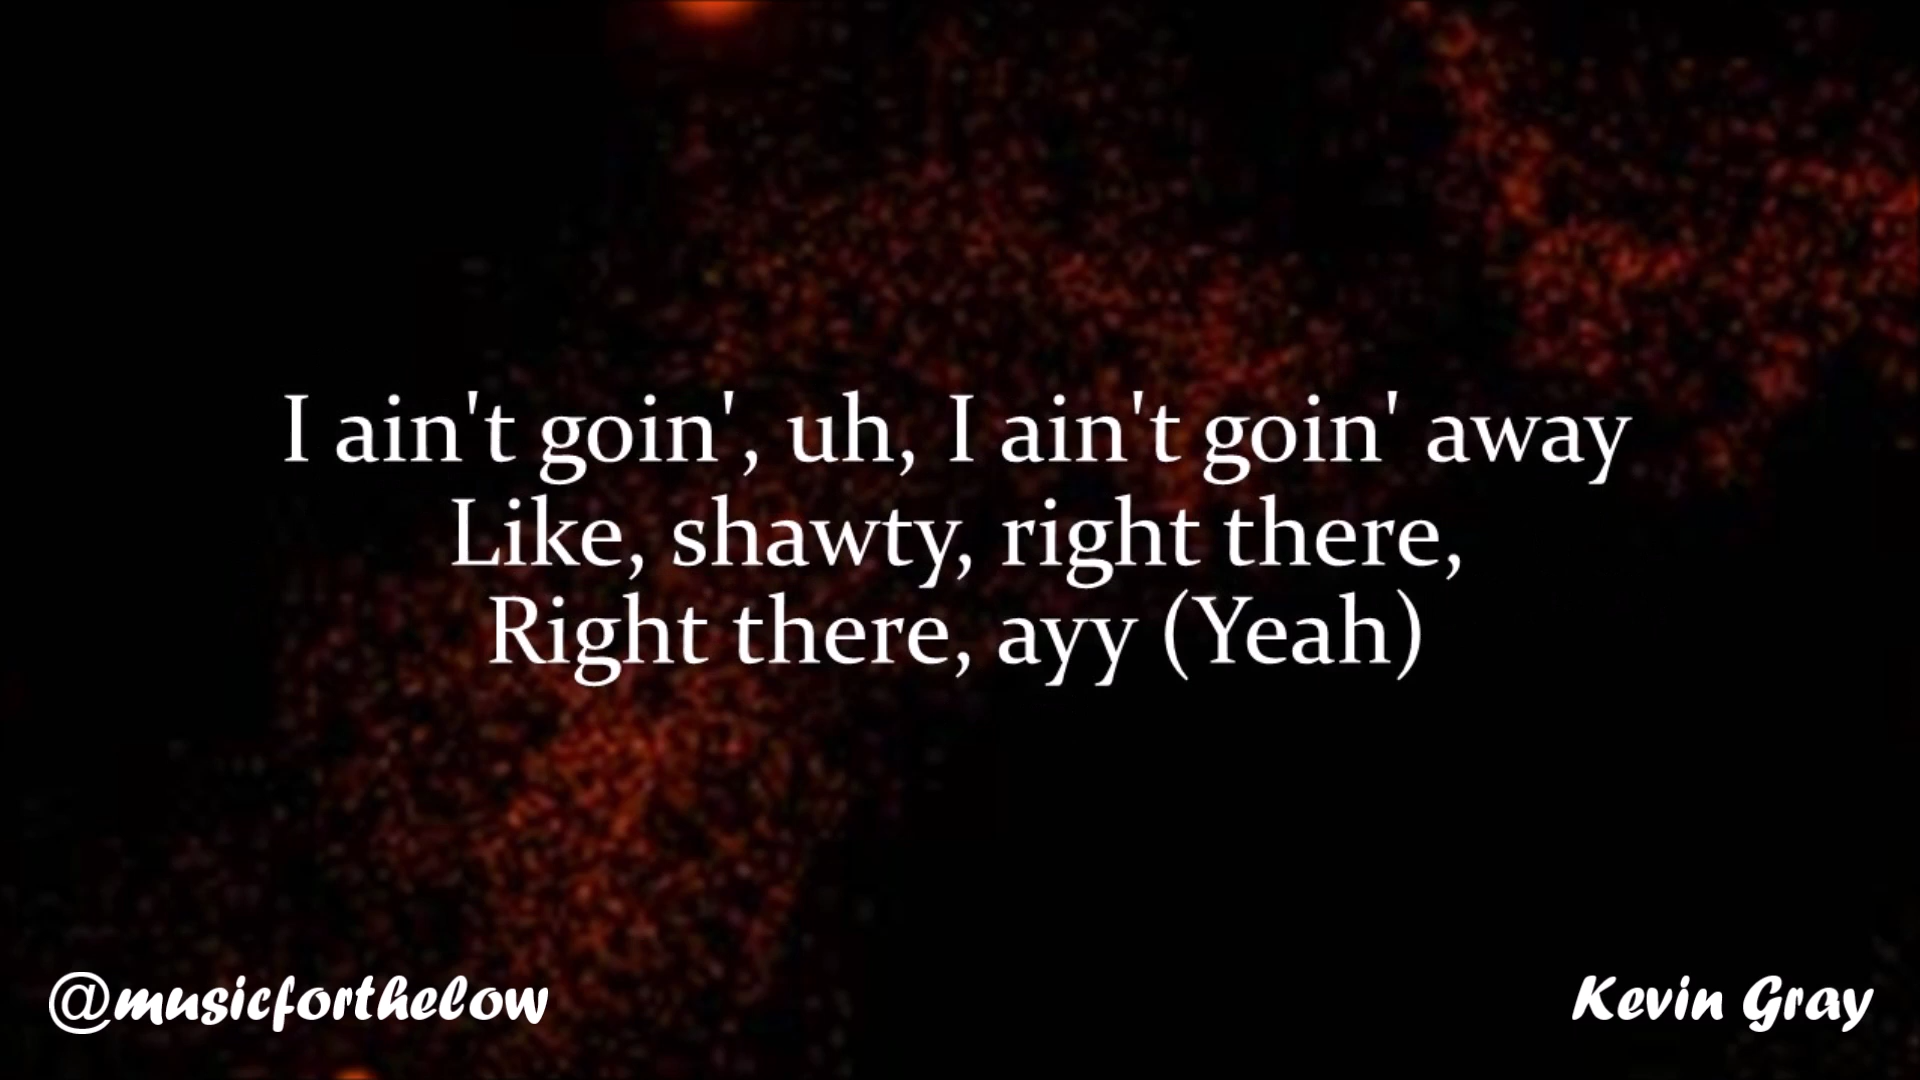 I ain't goin', uh, I ain't goin' away
Like, shawty, right there,
Right there, ayy (Yeah)
@musicforthelow
Kevin Gray